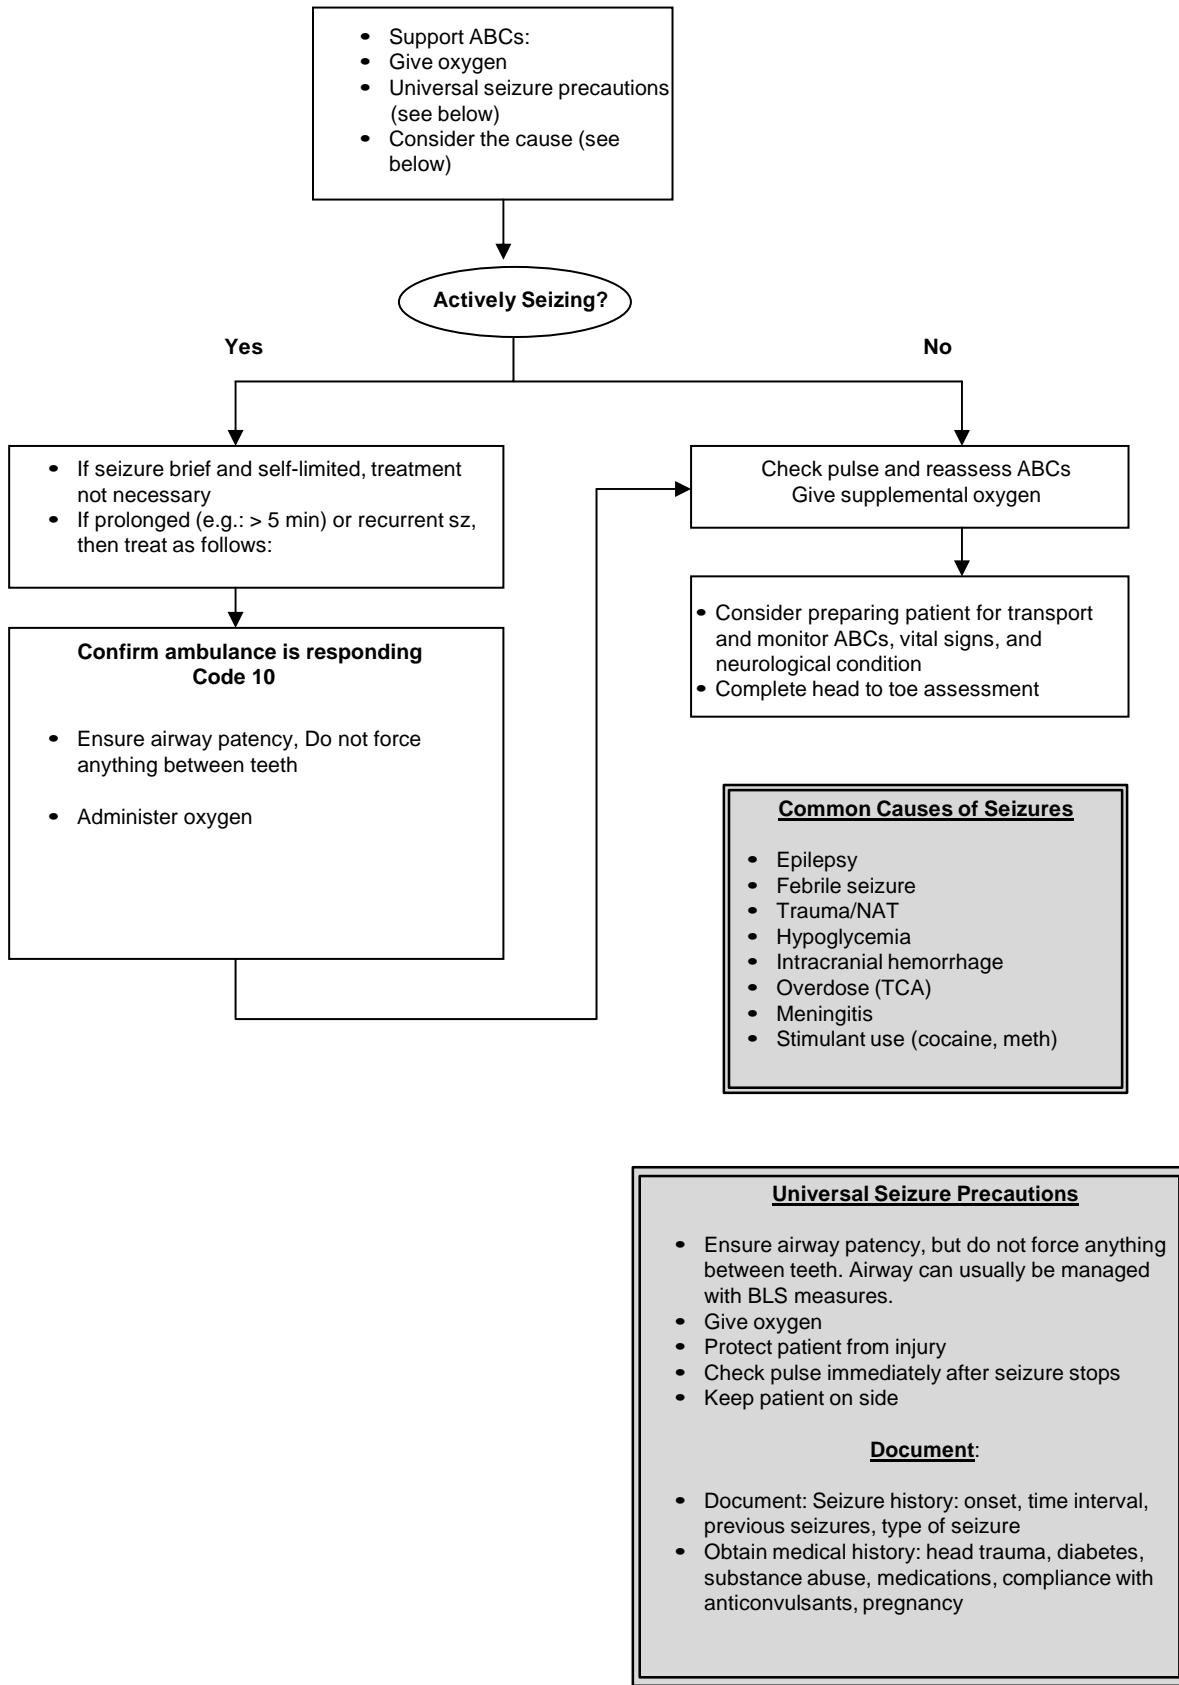 • Support ABCs:
• Give oxygen
• Universal seizure precautions
(see below)
• Consider the cause (see
below)
Actively Seizing?
Yes
No
• If seizure brief and self-limited, treatment
not necessary
• If prolonged (e.g.: > 5 min) or recurrent sz,
then treat as follows:
Check pulse and reassess ABCs
Give supplemental oxygen
Confirm ambulance is responding
Code 10
• Ensure airway patency, Do not force
anything between teeth
• Administer oxygen
• Consider preparing patient for transport
and monitor ABCs, vital signs, and
neurological condition
• Complete head to toe assessment
Common Causes of Seizures
• Epilepsy
• Febrile seizure
• Trauma/NAT
• Hypoglycemia
• Intracranial hemorrhage
• Overdose (TCA)
• Meningitis
• Stimulant use (cocaine, meth)
Universal Seizure Precautions
• Ensure airway patency, but do not force anything
between teeth. Airway can usually be managed
with BLS measures.
• Give oxygen
• Protect patient from injury
• Check pulse immediately after seizure stops
• Keep patient on side
Document:
• Document: Seizure history: onset, time interval,
previous seizures, type of seizure
• Obtain medical history: head trauma, diabetes,
substance abuse, medications, compliance with
anticonvulsants, pregnancy